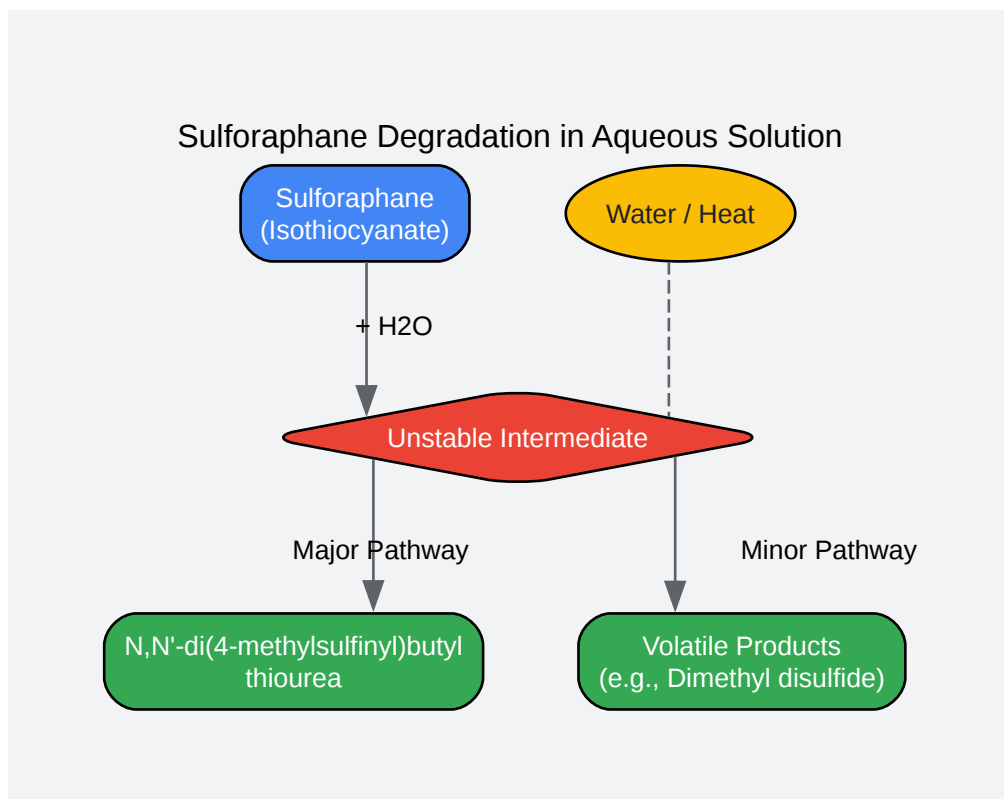 Sulforaphane Degradation in Aqueous Solution
Sulforaphane
(Isothiocyanate)
Water / Heat
+ H2O
Unstable Intermediate
Major Pathway
Minor Pathway
N,N'-di(4-methylsulfinyl)butyl
thiourea
Volatile Products
(e.g., Dimethyl disulfide)